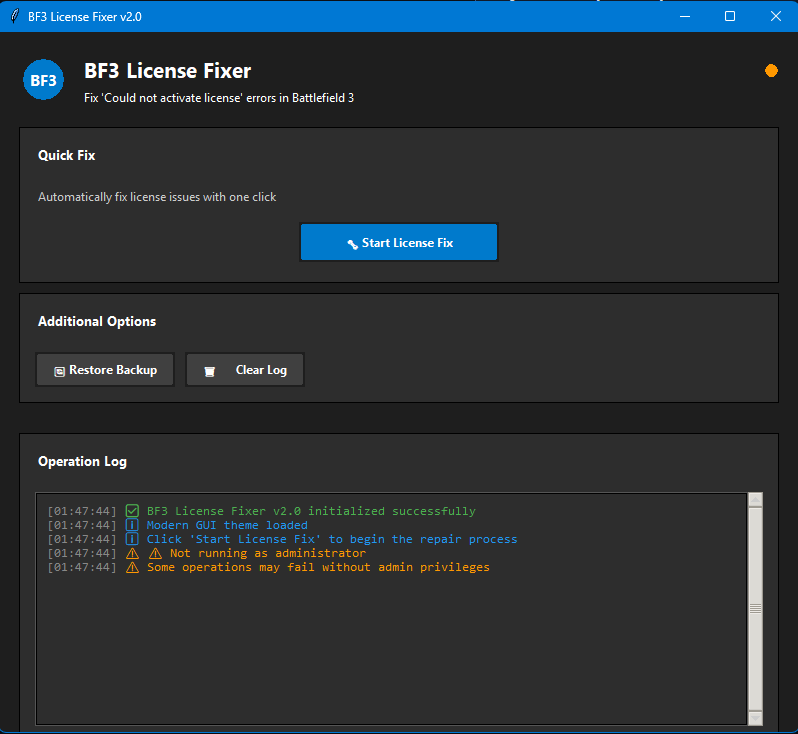 BF3 License Fixer v2.0
BF3
BF3 License Fixer
Fix 'Could not activate license' errors in Battlefield 3
Quick Fix
Automatically fix license issues with one click
Start License Fix
Additional Options
Restore Backup
Clear Log
Operation Log
[01:47:44] BF3 License Fixer v2.0 initialized successfully
[01:47:44] Modern GUI theme loaded
[01:47:44] Click 'Start License Fix' to begin the repair process
[01:47:44] Not running as administrator
[01:47:44] Some operations may fail without admin privileges